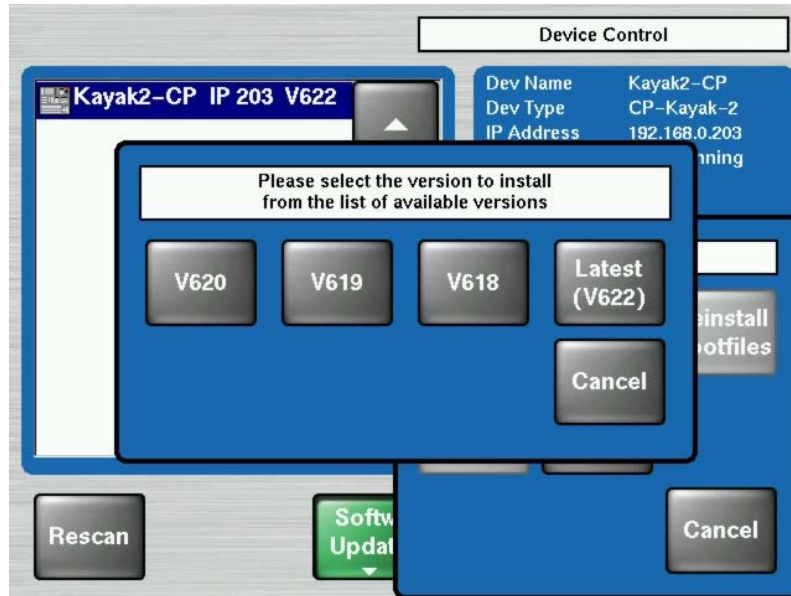 Device Control
Kayak2-CP IP 203 V622
Dev Name Kayak2-CP
Dev Type CP-Kayak-2
IP Address 192.168.0.203
Please select the version to install
from the list of available versions
V620
V619
V618
Latest
(V622)
Cancel
Rescan
Cancel